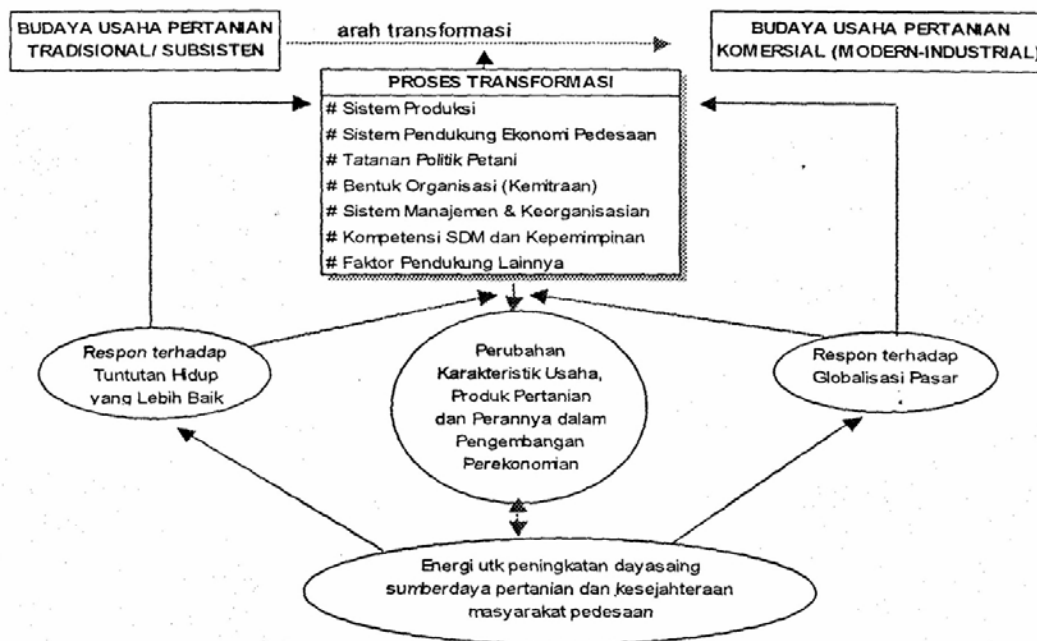 BUDAYA USAHA PERTANIAN
TRADISIONAL/ SUBSISTEN
arah transformasi
BUDAYA USAHA PERTANIAN
KOMERSIAL (MODERN-INDUSTRIAL)
PROSES TRANSFORMASI
# Sistem Produksi
# Sistem Pendukung Ekonomi Pedesaan
# Tatanan Politik Petani
# Bentuk Organisasi (Kemitraan)
# Sistem Manajemen & Keorganisasian
# Kompetensi SDM dan Kepemimpinan
# Faktor Pendukung Lainnya
Respon terhadap
Tuntutan Hidup
yang Lebih Baik
Perubahan
Karakteristik Usaha,
Produk Pertanian
dan Perannya dalam
Pengembangan
Perekonomian
Respon terhadap
Globalisasi Pasar
Energi utk peningkatan dayasaing
sumberdaya pertanian dan kesejahteraan
masyarakat pedesaan